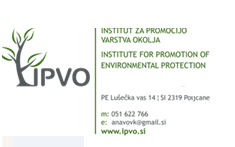 INSTITUT ZA PROMOCIJO
VARSTVA OKOLJA
INSTITUTE FOR PROMOTION OF
ENVIRONMENTAL PROTECTION
IPVO
PE Lušečka vas 14 | SI 2319 Poljcane
m: 051 622 766
e: anavovk@gmail.si
www.ipvo.si